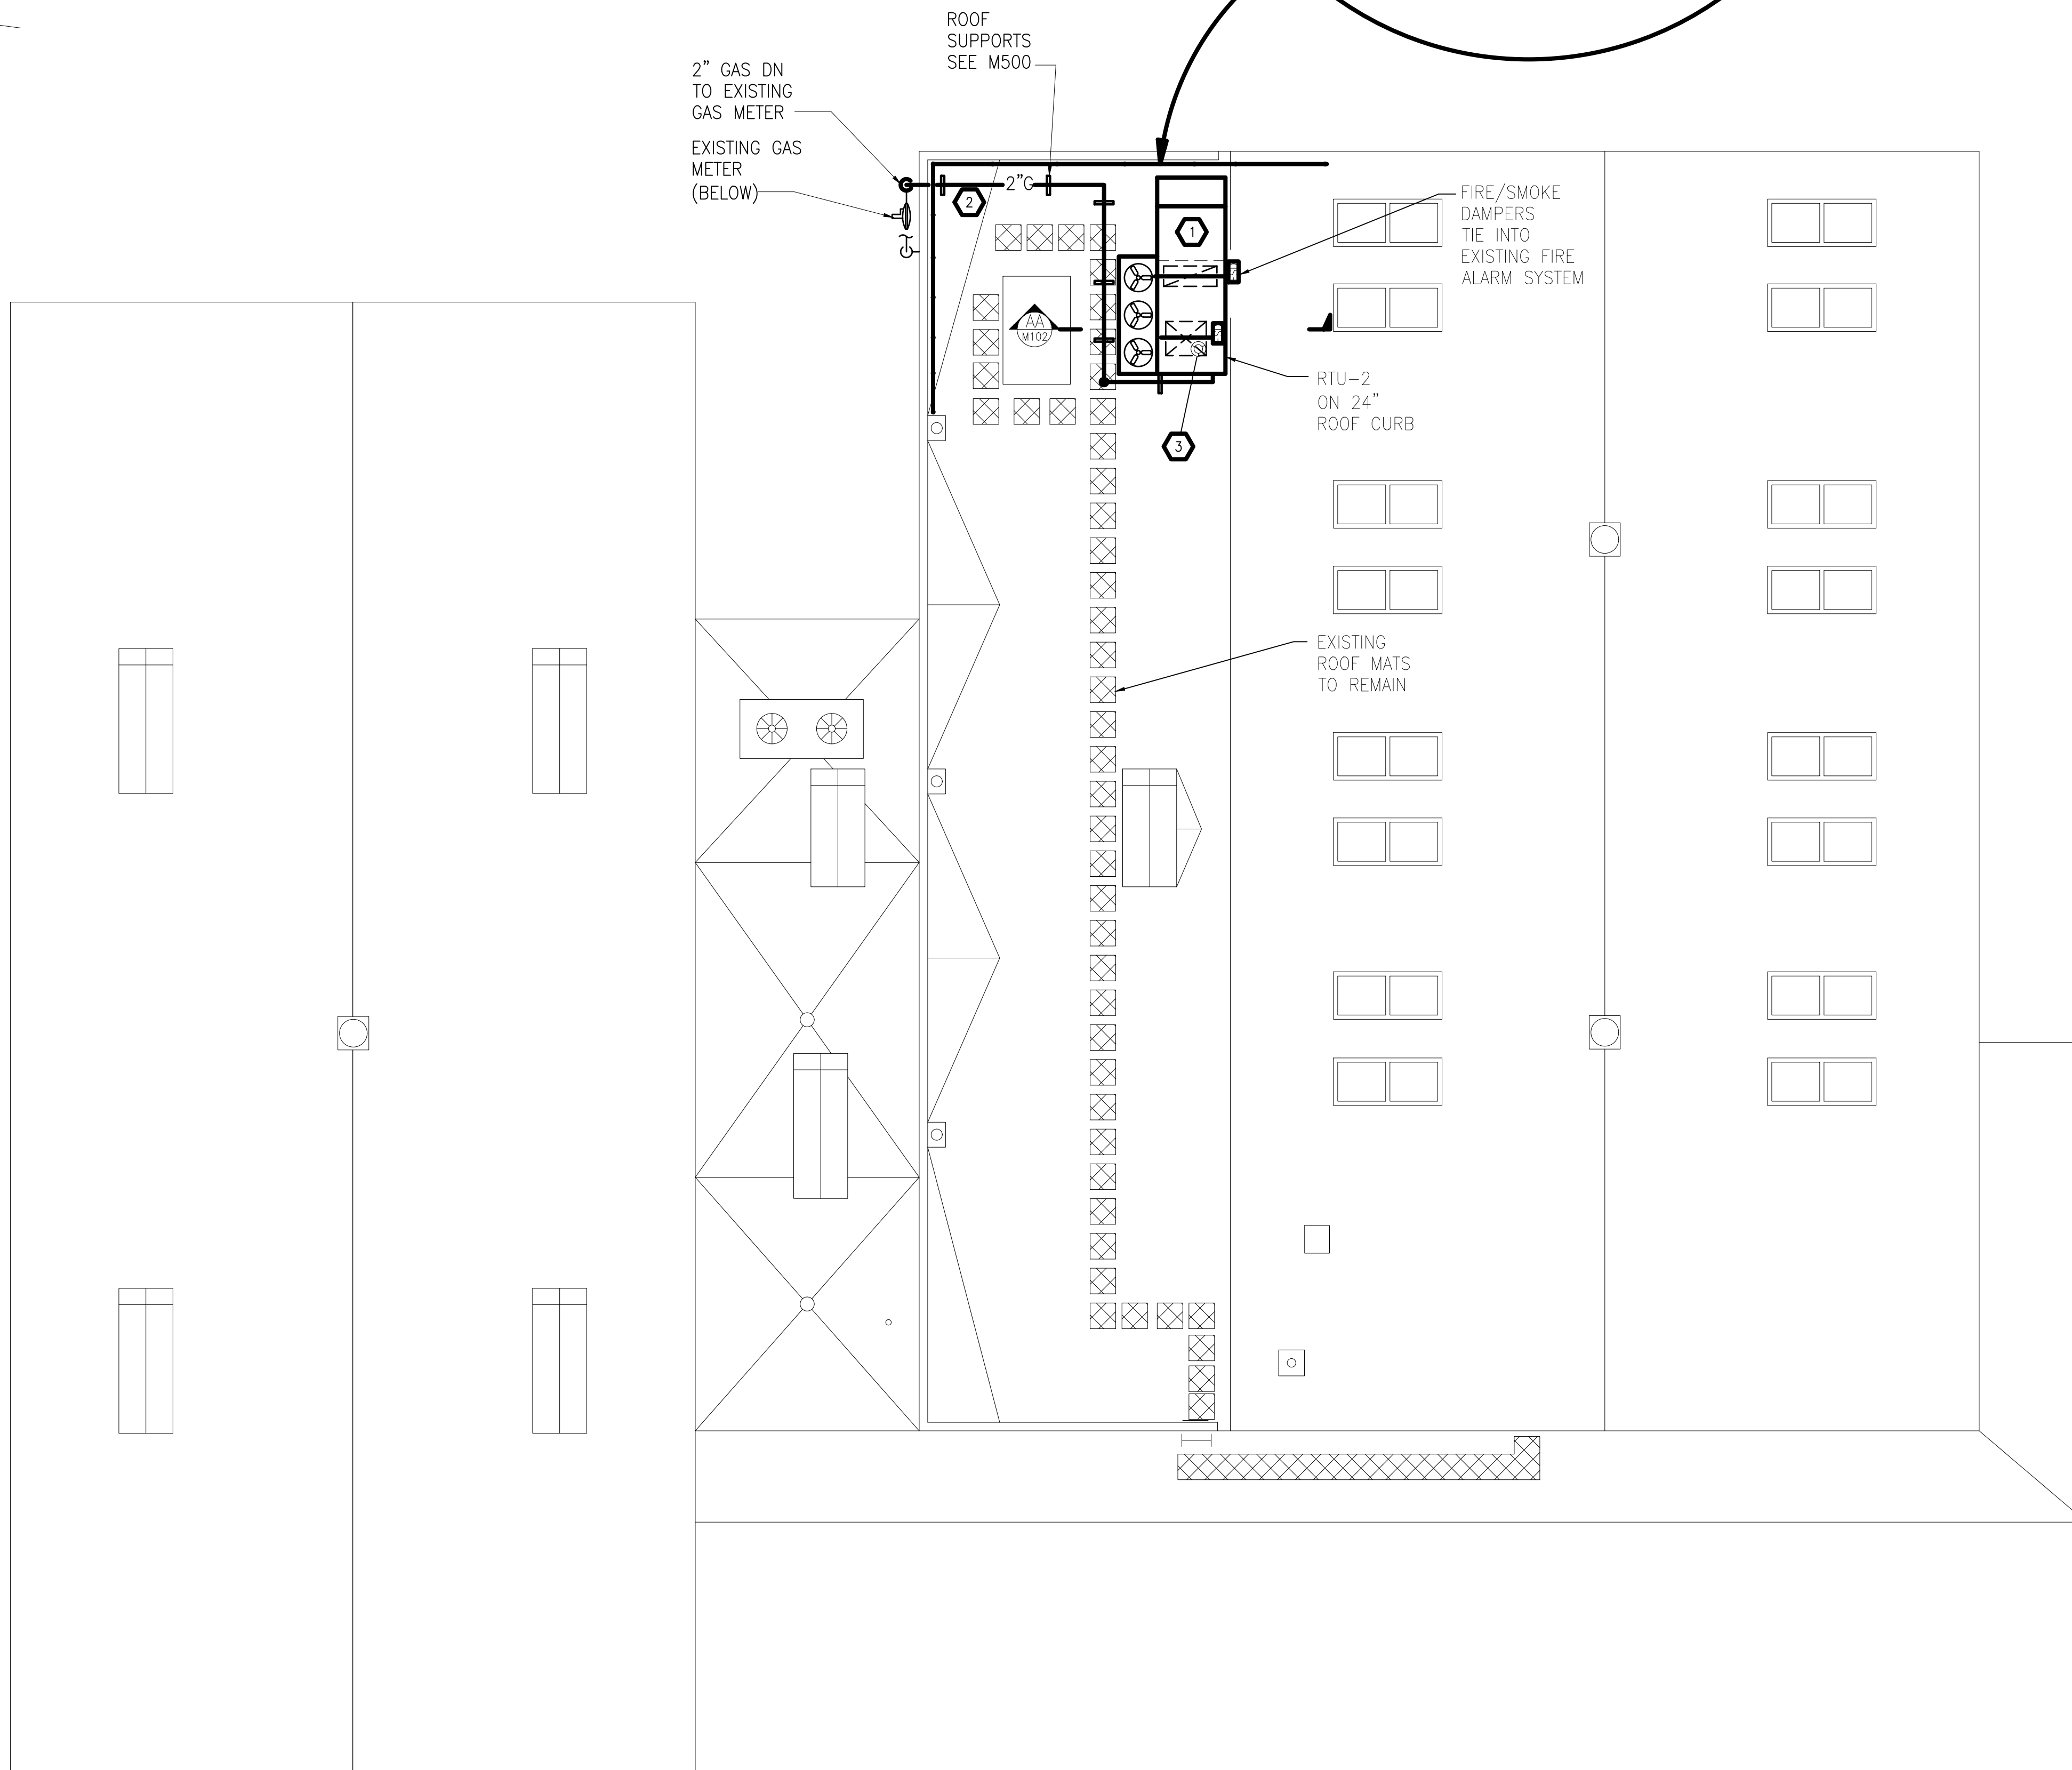 ROOF
SUPPORTS
SEE M500
2" GAS DN
TO EXISTING
GAS METER
EXISTING GAS
METER
(BELOW)
2"G
2
1
FIRE/SMOKE
DAMPERS
TIE INTO
EXISTING FIRE
ALARM SYSTEM
AA
M102
RTU-2
ON 24"
ROOF CURB
3
EXISTING
ROOF MATS
TO REMAIN